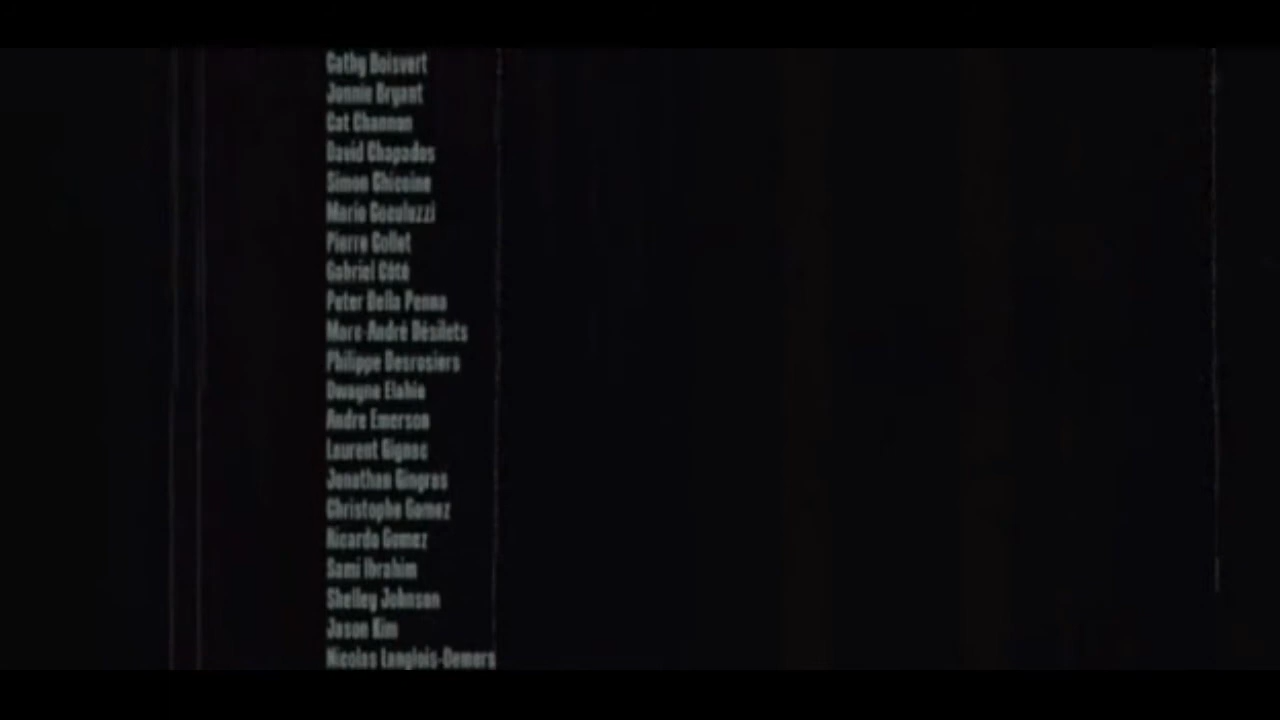 Cathy Boisvert
Jonnie Bryant
Cat Channon
David Chapados
Simon Chicoine
Mario Cocoluzzi
Pierre Collet
Gabriel Côté
Peter Della Penna
Marc-André Désilets
Philippe Desrosiers
Dwayne Elahie
Andre Emerson
Laurent Gignac
Jonathan Gingras
Christophe Gomez
Ricardo Gomez
Sami Ibrahim
Shelley Johnson
Jason Kim
Nicolas Langlois-Demers